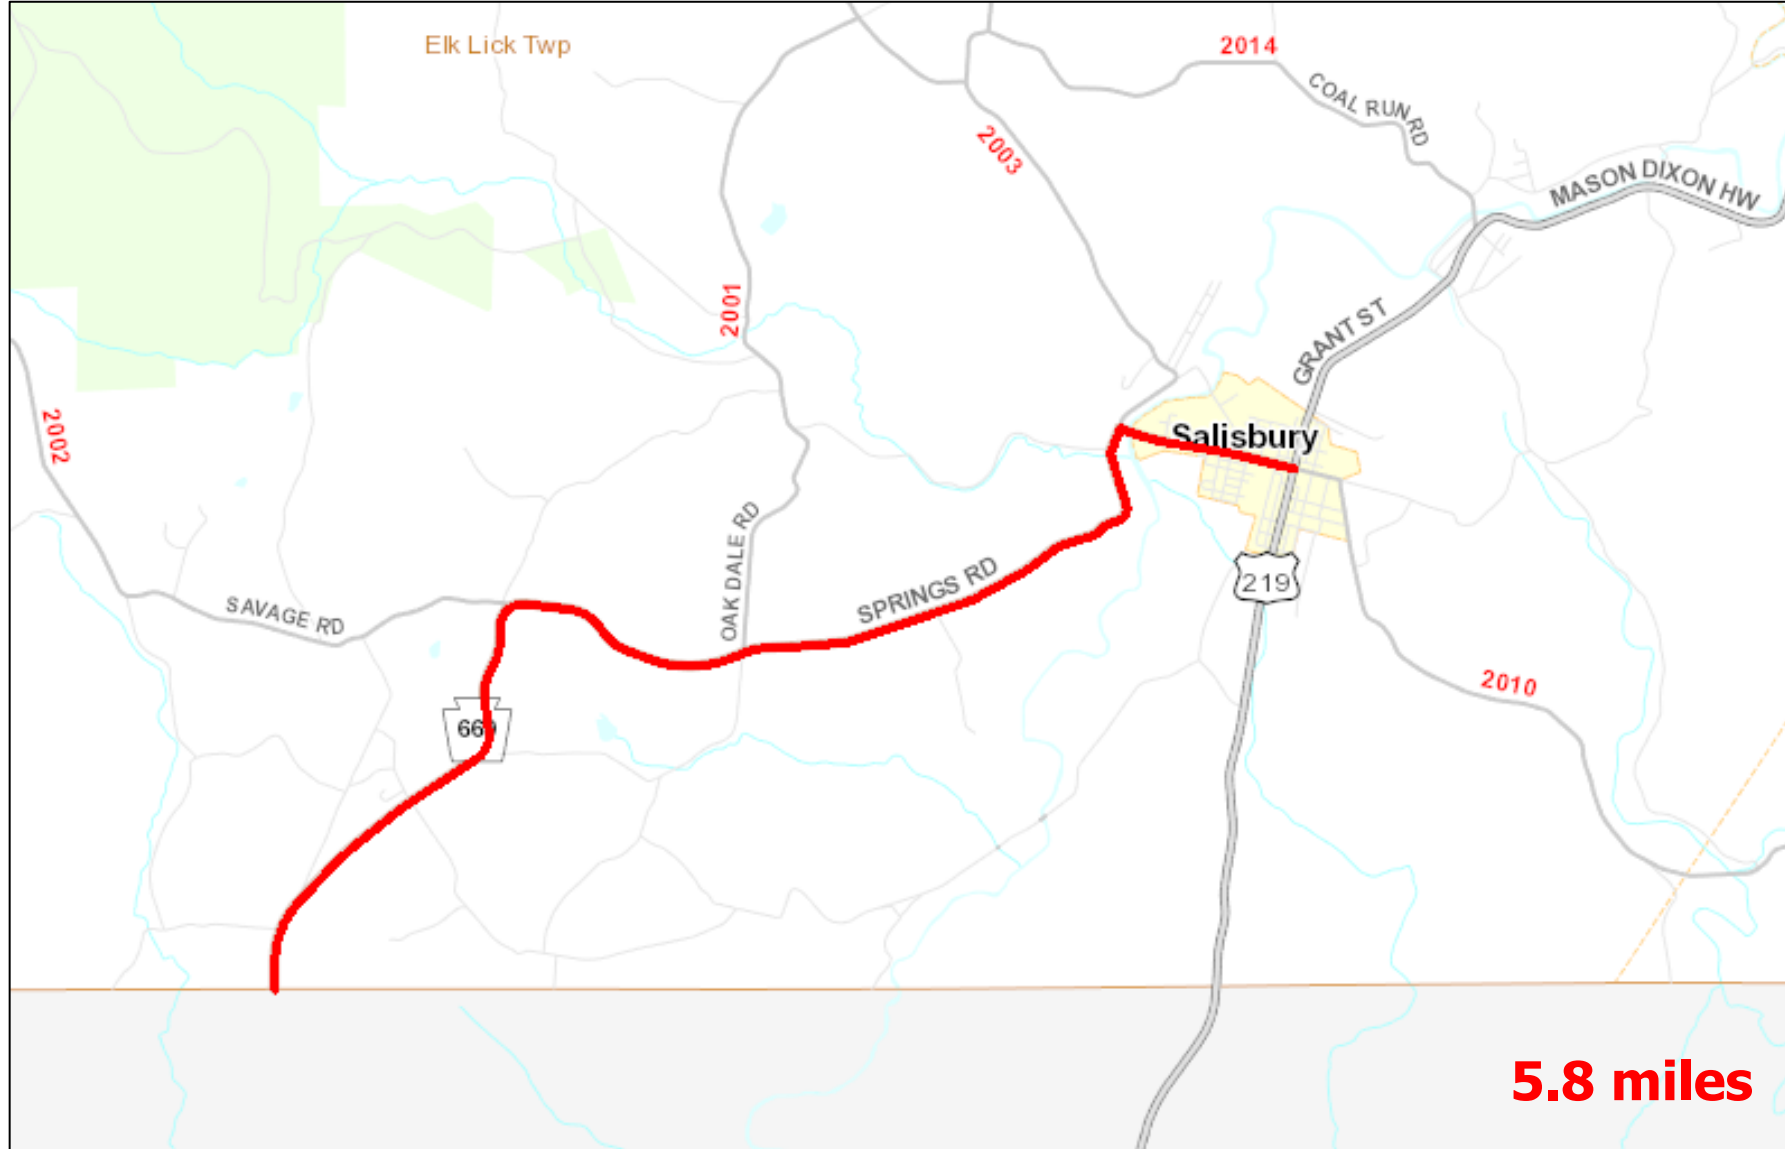 Elk Lick Twp
2014
COAL RUN RD
2003
MASON DIXON HW
2001
GRANT ST
2002
Salisbury
OAK DALE RD
SPRINGS RD
219
SAVAGE RD
2010
669
5.8 miles